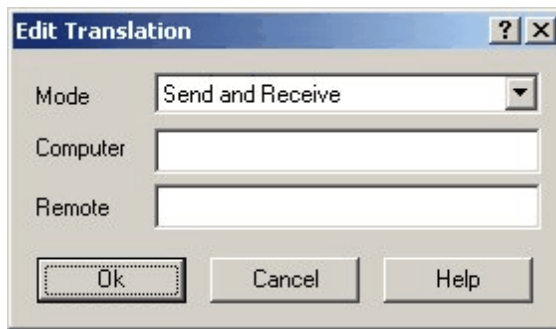 Edit Translation
Mode Send and Receive
Computer
Remote
Ok Cancel Help